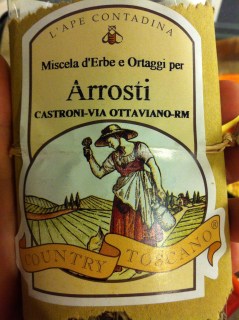 L'APE CONTADINA
Miscela d'Erbe e Ortaggi per
Arrosti
CASTRONI-VIA OTTAVIANO-RM
COUNTRY TOSCANO®